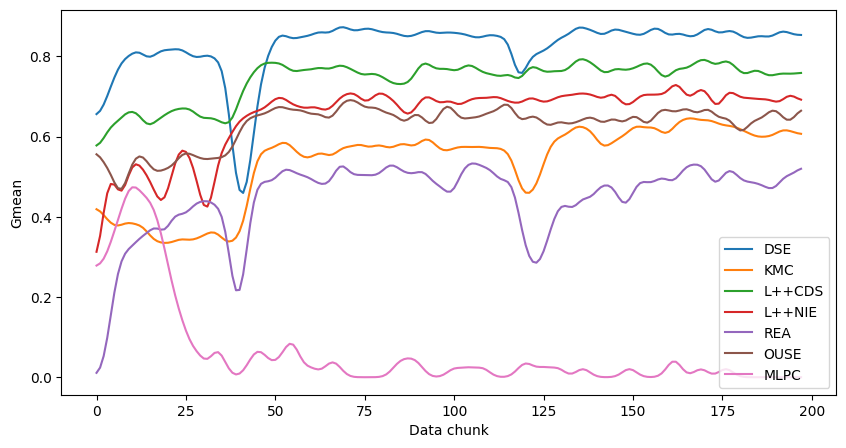 Gmean
0.8
0.6
0.4
0.2
0.0
0
25
50
75
100
125
150
175
200
Data chunk
DSE
KMC
L++CDS
L++NIE
REA
OUSE
MLPC